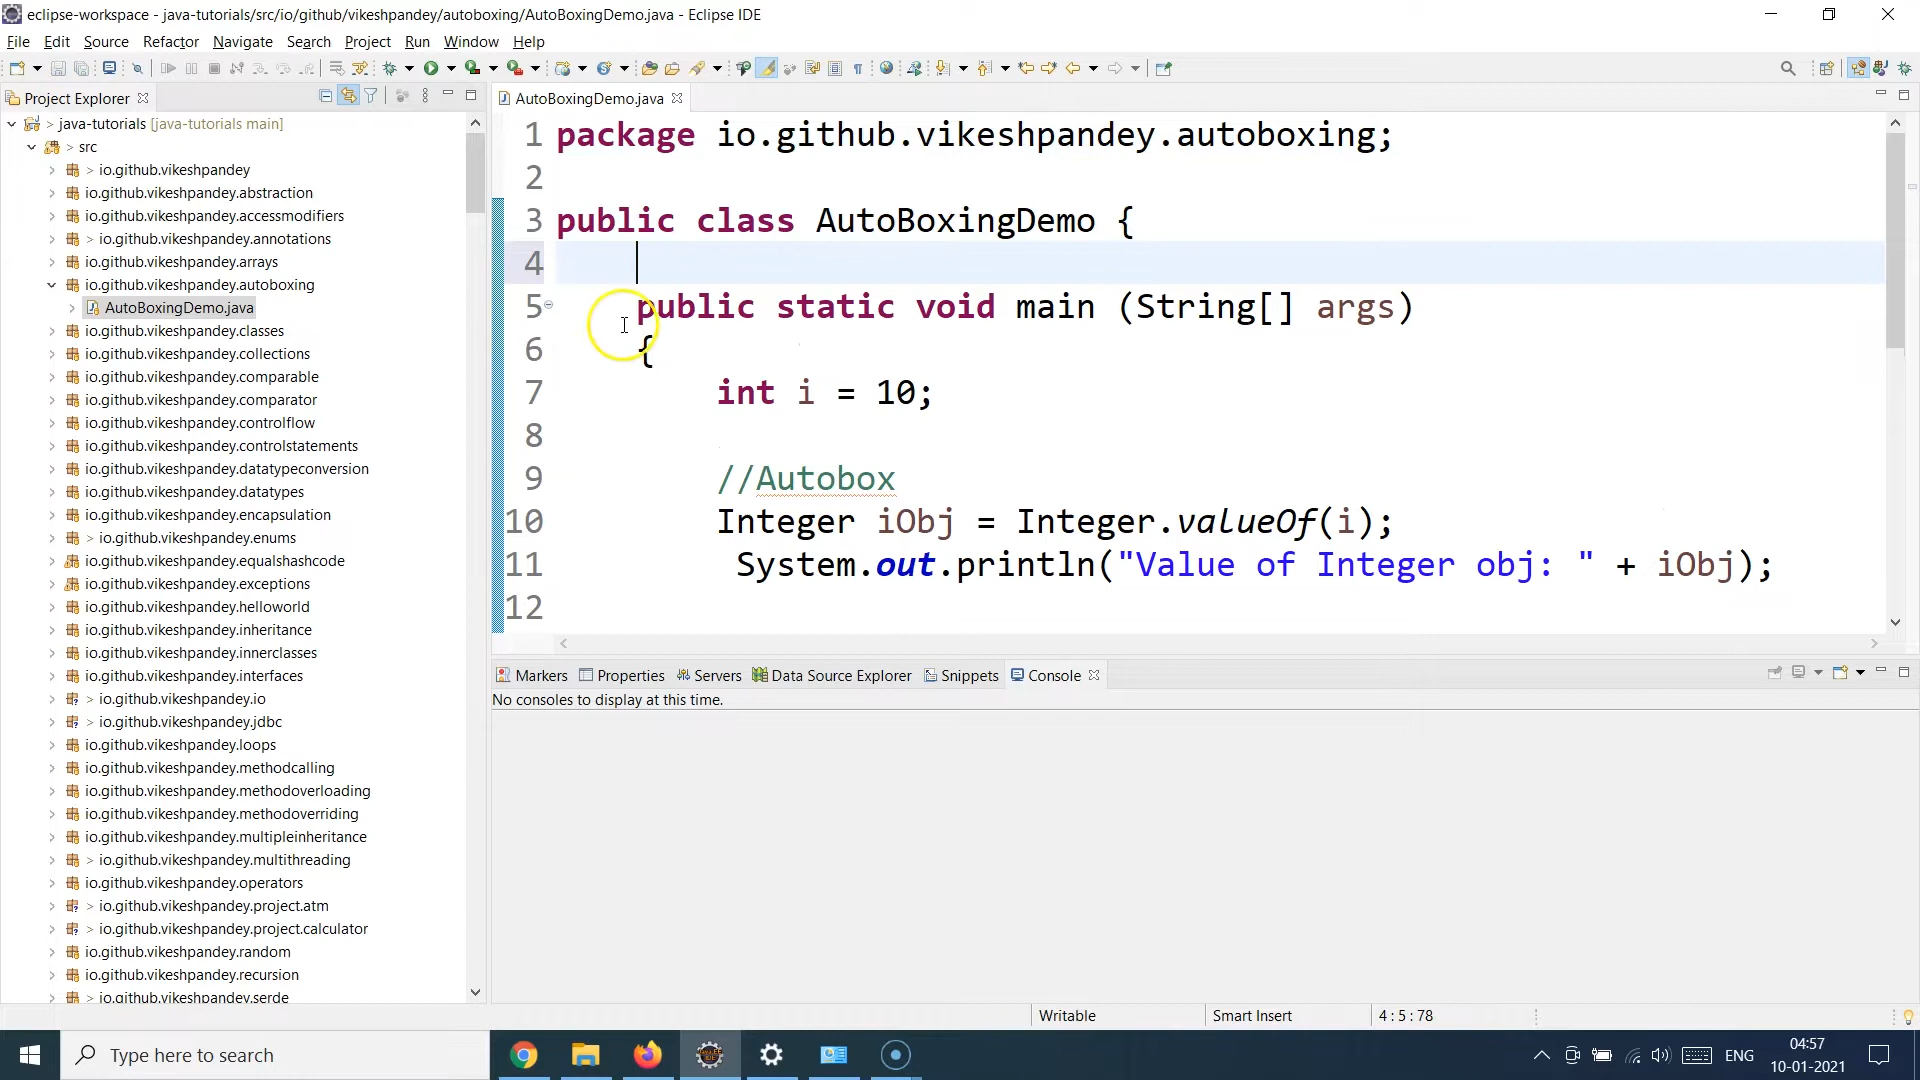 eclipse-workspace - java-tutorials/src/io/github/vikeshpandey/autoboxing/AutoBoxingDemo.java - Eclipse IDE
File Edit Source Refactor Navigate Search Project Run Window Help
Project Explorer
AutoBoxingDemo.java
> java-tutorials [java-tutorials main]
> src
> io.github.vikeshpandey
io.github.vikeshpandey.abstraction
io.github.vikeshpandey.accessmodifiers
> io.github.vikeshpandey.annotations
io.github.vikeshpandey.arrays
io.github.vikeshpandey.autoboxing
AutoBoxingDemo.java
io.github.vikeshpandey.classes
io.github.vikeshpandey.collections
io.github.vikeshpandey.comparable
io.github.vikeshpandey.comparator
io.github.vikeshpandey.controlflow
io.github.vikeshpandey.controlstatements
io.github.vikeshpandey.datatypeconversion
io.github.vikeshpandey.datatypes
io.github.vikeshpandey.encapsulation
> io.github.vikeshpandey.enums
io.github.vikeshpandey.equalshashcode
io.github.vikeshpandey.exceptions
io.github.vikeshpandey.helloworld
io.github.vikeshpandey.inheritance
io.github.vikeshpandey.innerclasses
io.github.vikeshpandey.interfaces
> io.github.vikeshpandey.io
> io.github.vikeshpandey.jdbc
io.github.vikeshpandey.loops
io.github.vikeshpandey.methodcalling
io.github.vikeshpandey.methodoverloading
io.github.vikeshpandey.methodoverriding
io.github.vikeshpandey.multipleinheritance
> io.github.vikeshpandey.multithreading
io.github.vikeshpandey.operators
> io.github.vikeshpandey.project.atm
> io.github.vikeshpandey.project.calculator
io.github.vikeshpandey.random
io.github.vikeshpandey.recursion
> io.github.vikeshpandey.serde
1 package io.github.vikeshpandey.autoboxing;
2
3 public class AutoBoxingDemo {
4
5 public static void main (String[] args)
6 {
7 int i = 10;
8
9 //Autobox
10 Integer iObj = Integer.valueOf(i);
11 System.out.println("Value of Integer obj: " + iObj);
12
Markers Properties Servers Data Source Explorer Snippets Console
No consoles to display at this time.
Writable Smart Insert 4 : 5 : 78
Type here to search
ENG
04:57
10-01-2021